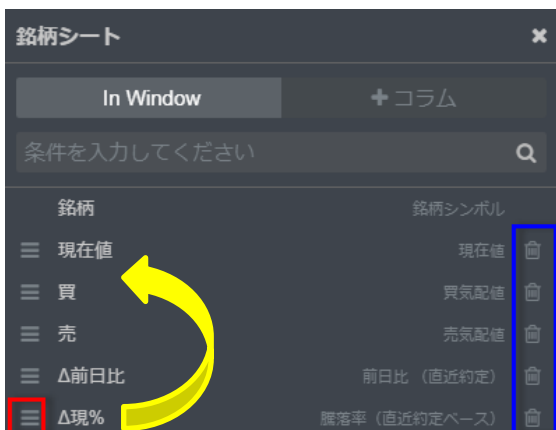 銘柄シート
In Window
コラム
条件を入力してください
銘柄 銘柄シンボル
現在値 現在値
買 買気配値
売 売気配値
Δ前日比 前日比 （直近約定）
Δ現% 騰落率（直近約定ベース）